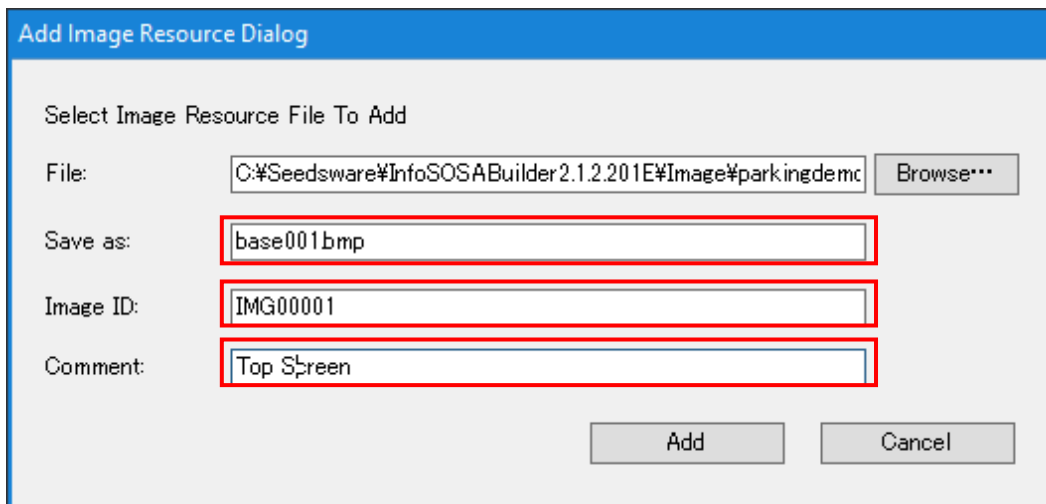 Add Image Resource Dialog
Select Image Resource File To Add
File: C:¥Seedsware¥InfoSOSABuilder2.1.2.201E¥Image¥parkingdemo Browse…
Save as: base001.bmp
Image ID: IMG00001
Comment: Top Screen
Add Cancel